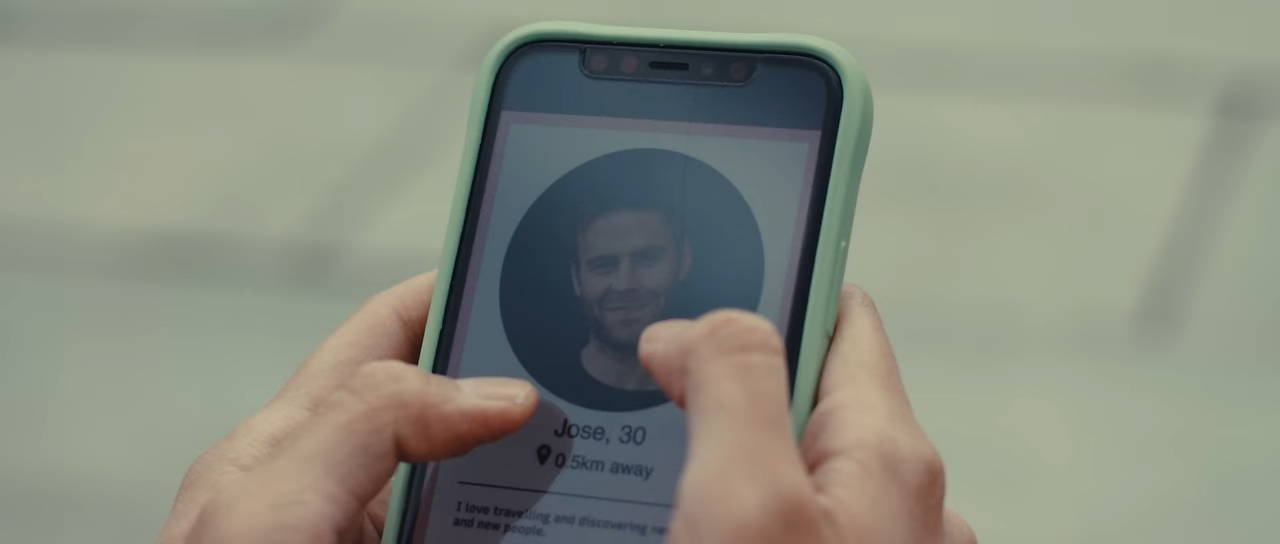 Jose, 30
0.5km away
I love travelling and discovering
and new people.